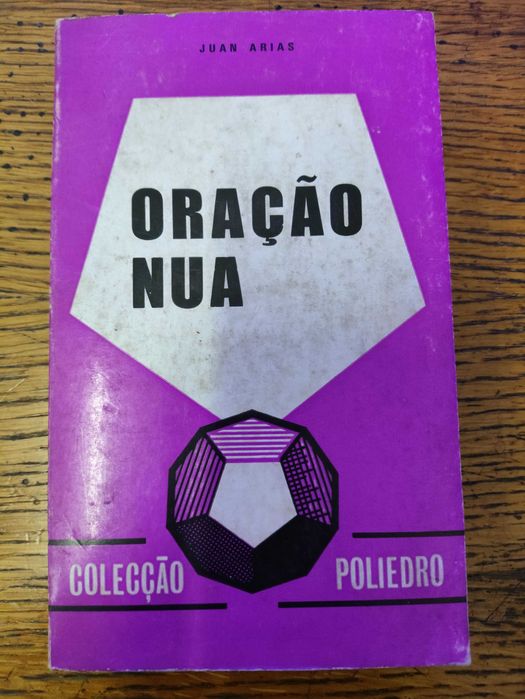 JUAN ARIAS
ORAÇÃO
NUA
COLECÇÃO
POLIEDRO